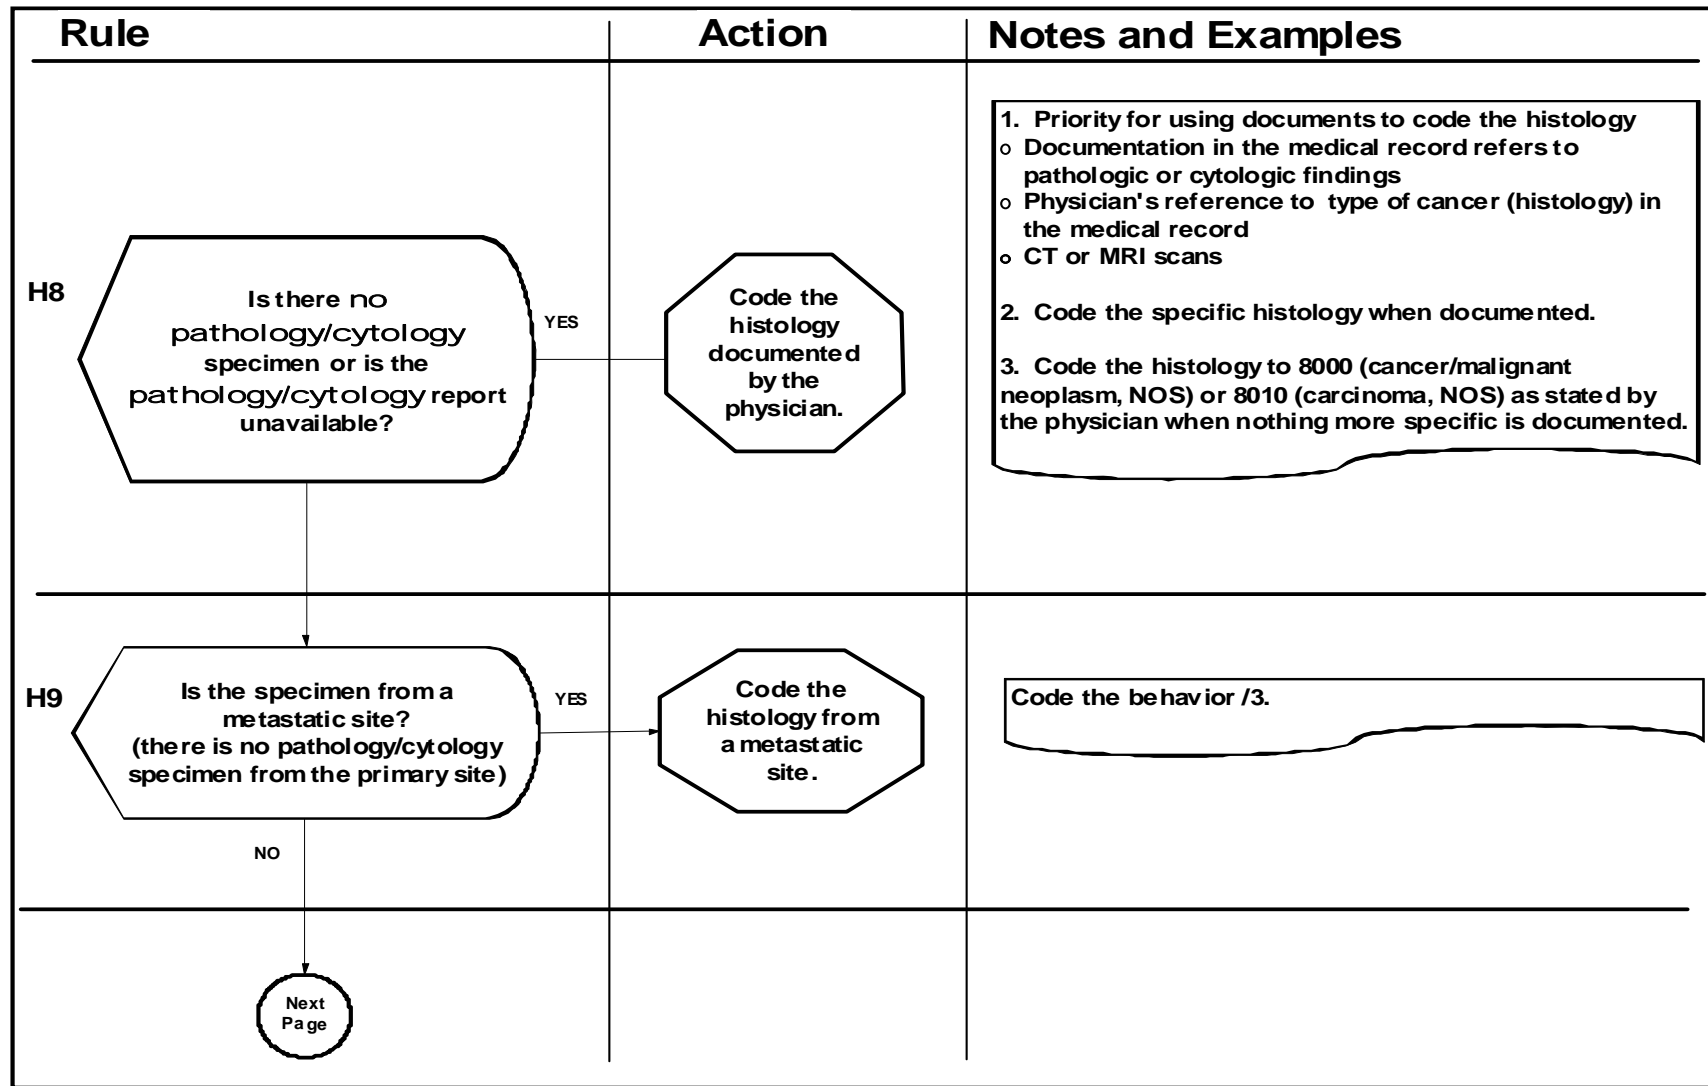 Rule
Action
Notes and Examples
H8
Is there no
pathology/cytology
specimen or is the
pathology/cytology report
unavailable?
YES
Code the
histology
documented
by the
physician.
1. Priority for using documents to code the histology
o Documentation in the medical record refers to
pathologic or cytologic findings
o Physician's reference to type of cancer (histology) in
the medical record
o CT or MRI scans
2. Code the specific histology when documented.
3. Code the histology to 8000 (cancer/malignant
neoplasm, NOS) or 8010 (carcinoma, NOS) as stated by
the physician when nothing more specific is documented.
H9
Is the specimen from a
metastatic site?
(there is no pathology/cytology
specimen from the primary site)
YES
Code the
histology from
a metastatic
site.
Code the behavior /3.
NO
Next
Page